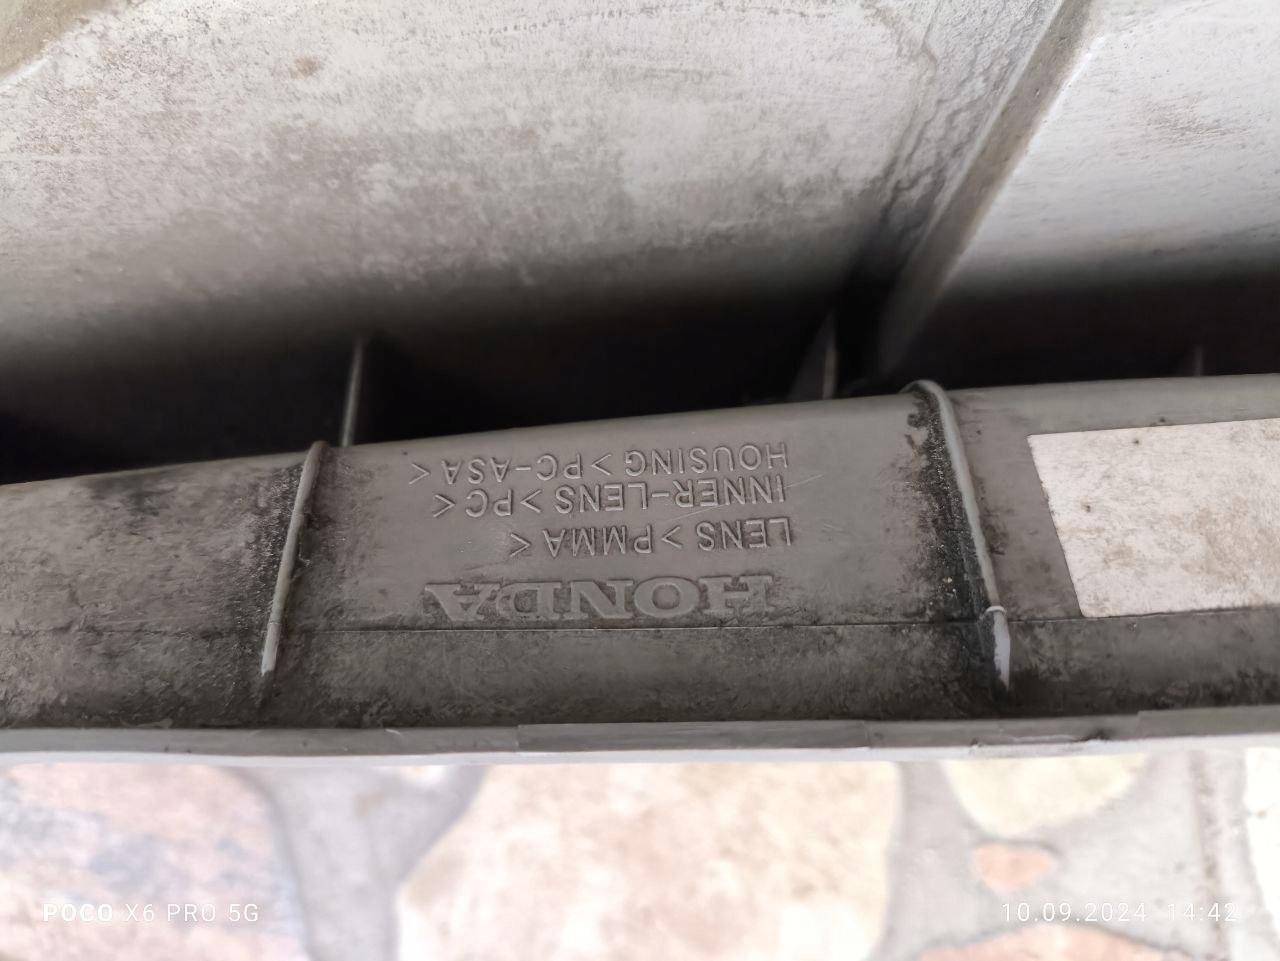 HONDA
LENS >PMMA<
INNER-LENS >PC<
HOUSING >PC-ASA<
POCO X6 PRO 5G
10.09.2024 14:42